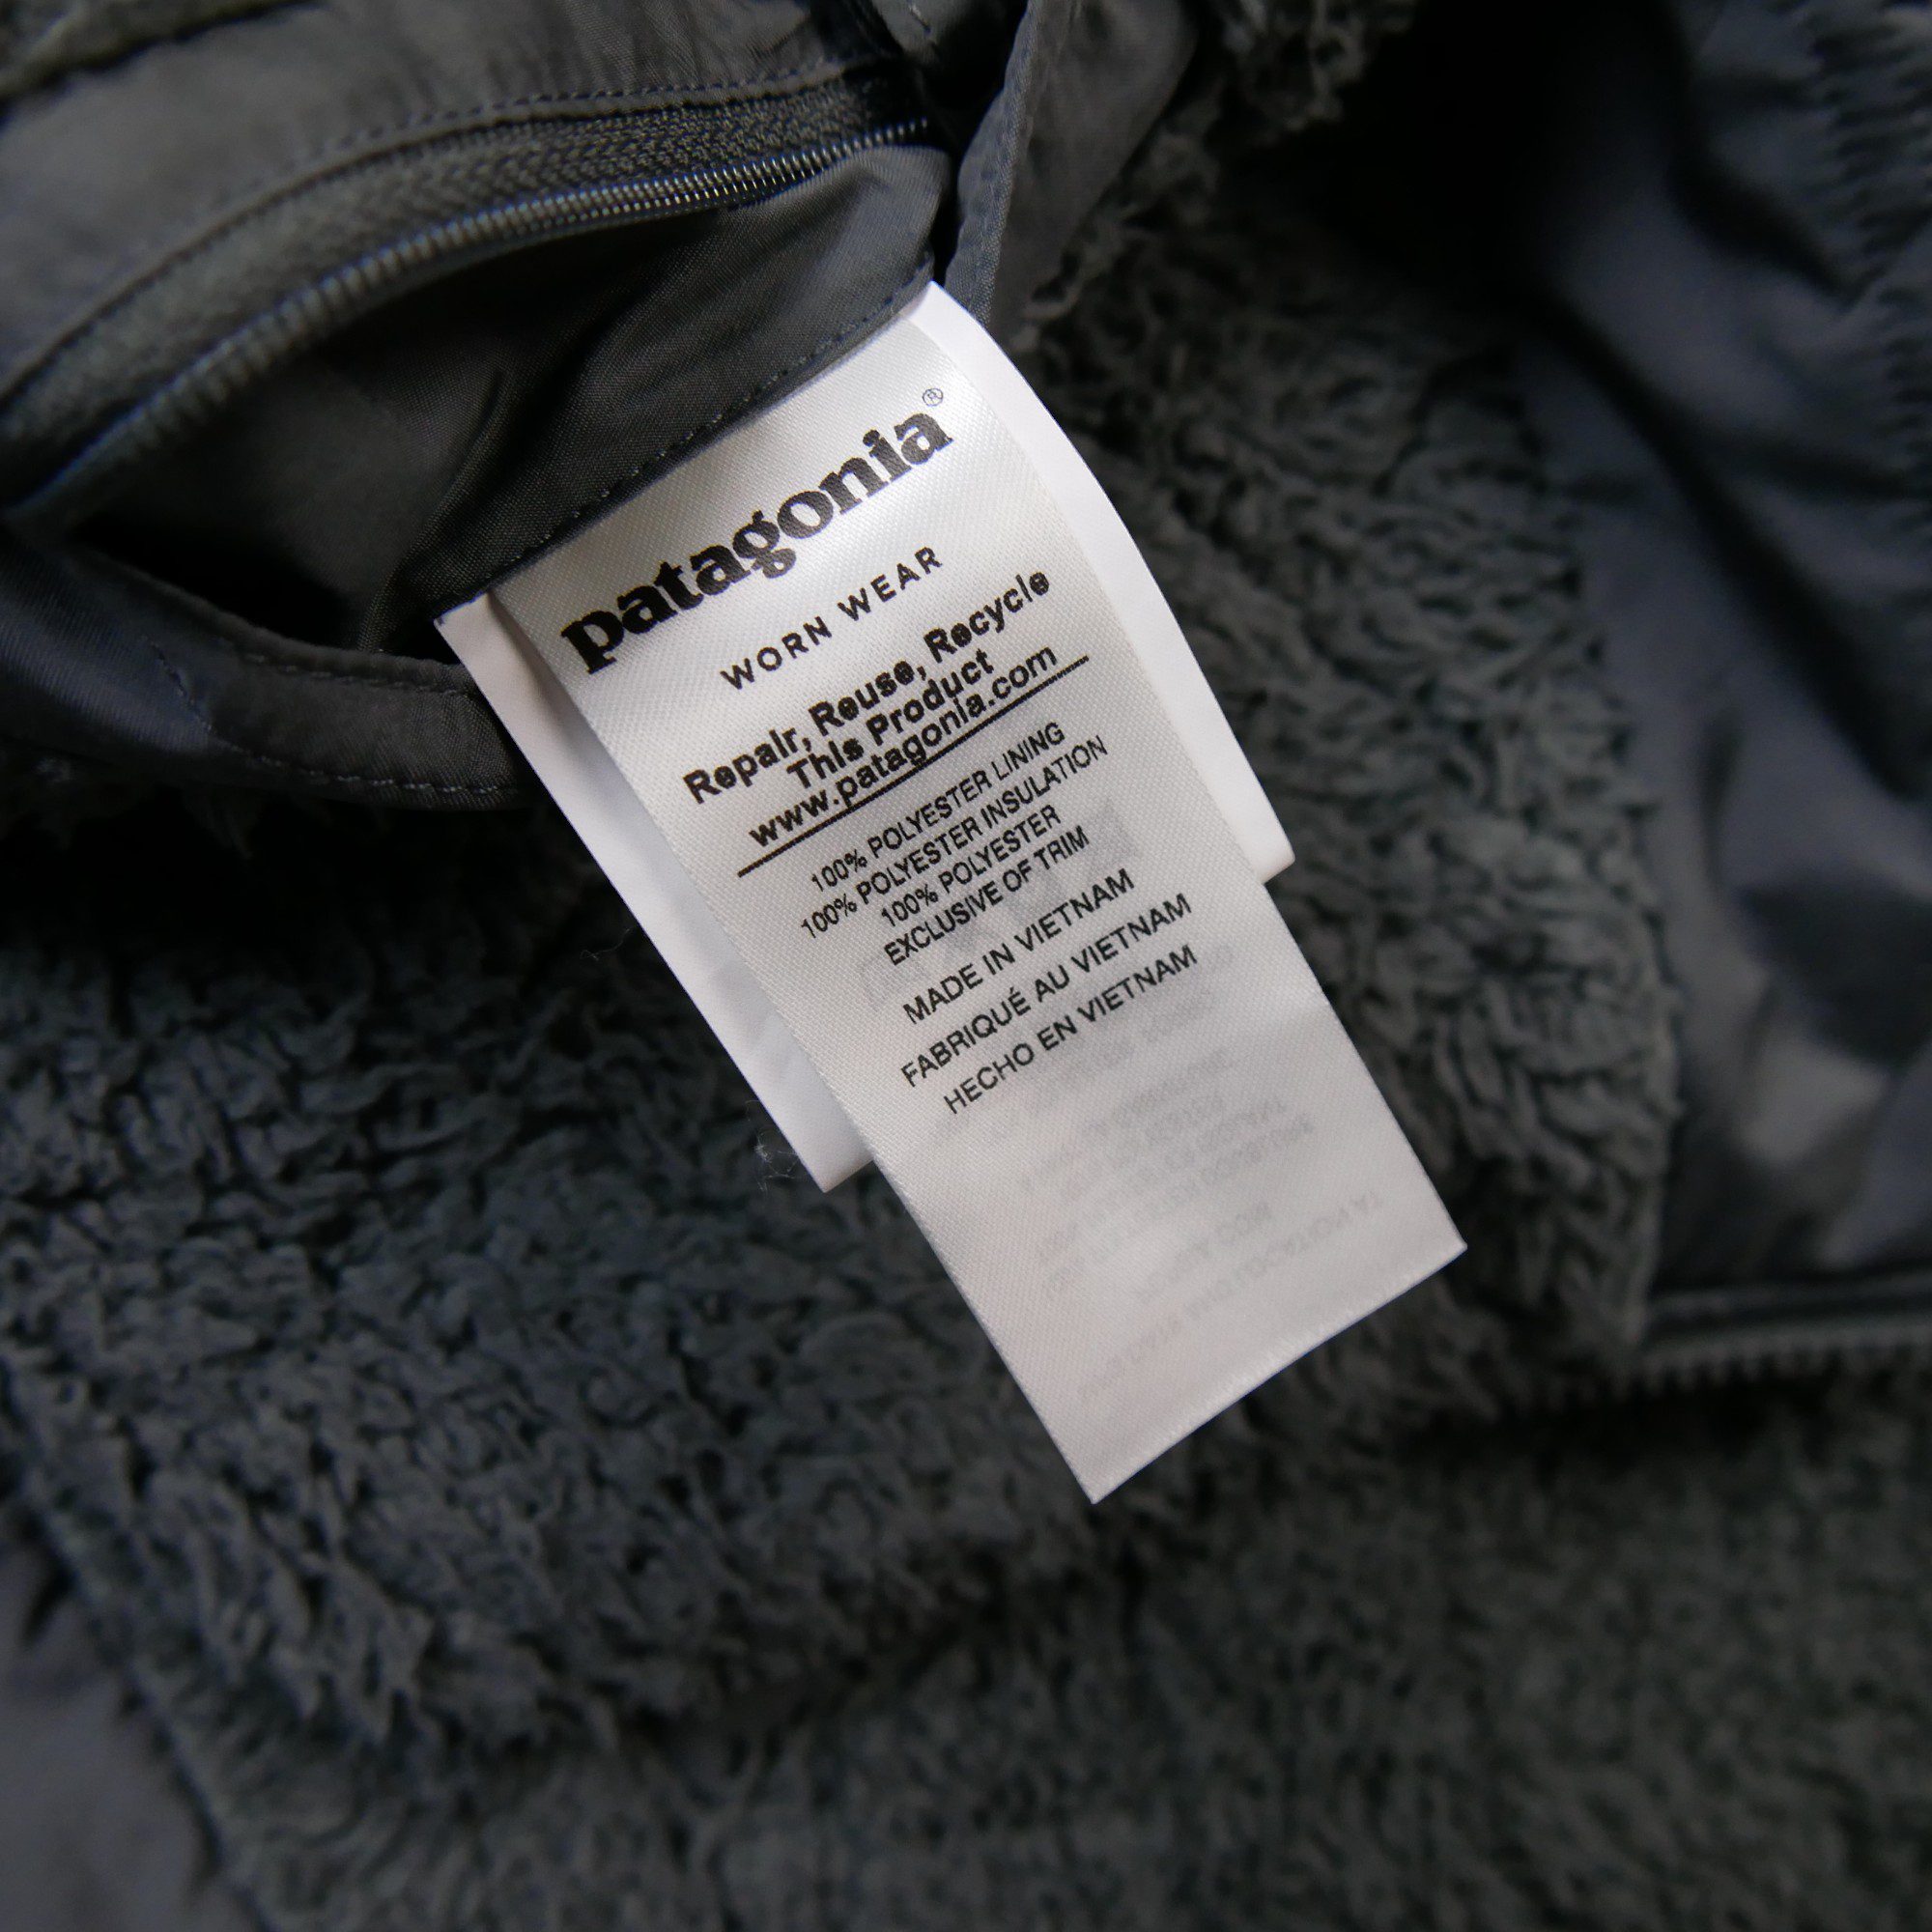 patagonia®
WORN WEAR
Repair, Reuse, Recycle
This Product
www.patagonia.com
100% POLYESTER LINING
100% POLYESTER INSULATION
100% POLYESTER
EXCLUSIVE OF TRIM
MADE IN VIETNAM
FABRIQUÉ AU VIETNAM
HECHO EN VIETNAM